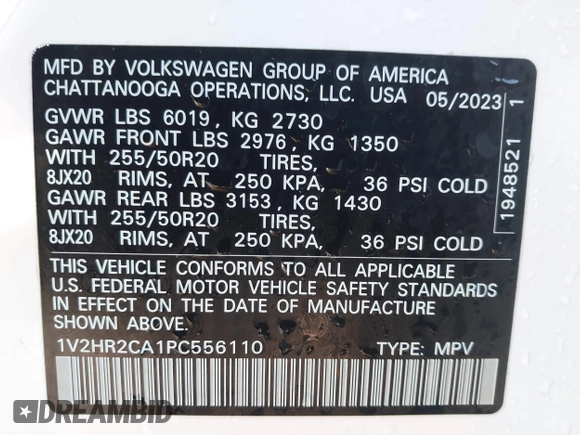 MFD BY VOLKSWAGEN GROUP OF AMERICA
CHATTANOOGA OPERATIONS, LLC. USA 05/2023
GVWR LBS 6019, KG 2730
GAWR FRONT LBS 2976, KG 1350
WITH 255/50R20 TIRES,
8JX20 RIMS, AT 250 KPA, 36 PSI COLD
GAWR REAR LBS 3153, KG 1430
WITH 255/50R20 TIRES,
8JX20 RIMS, AT 250 KPA, 36 PSI COLD
THIS VEHICLE CONFORMS TO ALL APPLICABLE
U.S. FEDERAL MOTOR VEHICLE SAFETY STANDARDS
IN EFFECT ON THE DATE OF MANUFACTURE
SHOWN ABOVE.
1V2HR2CA1PC556110 TYPE: MPV
1948521 1
DREAMBID